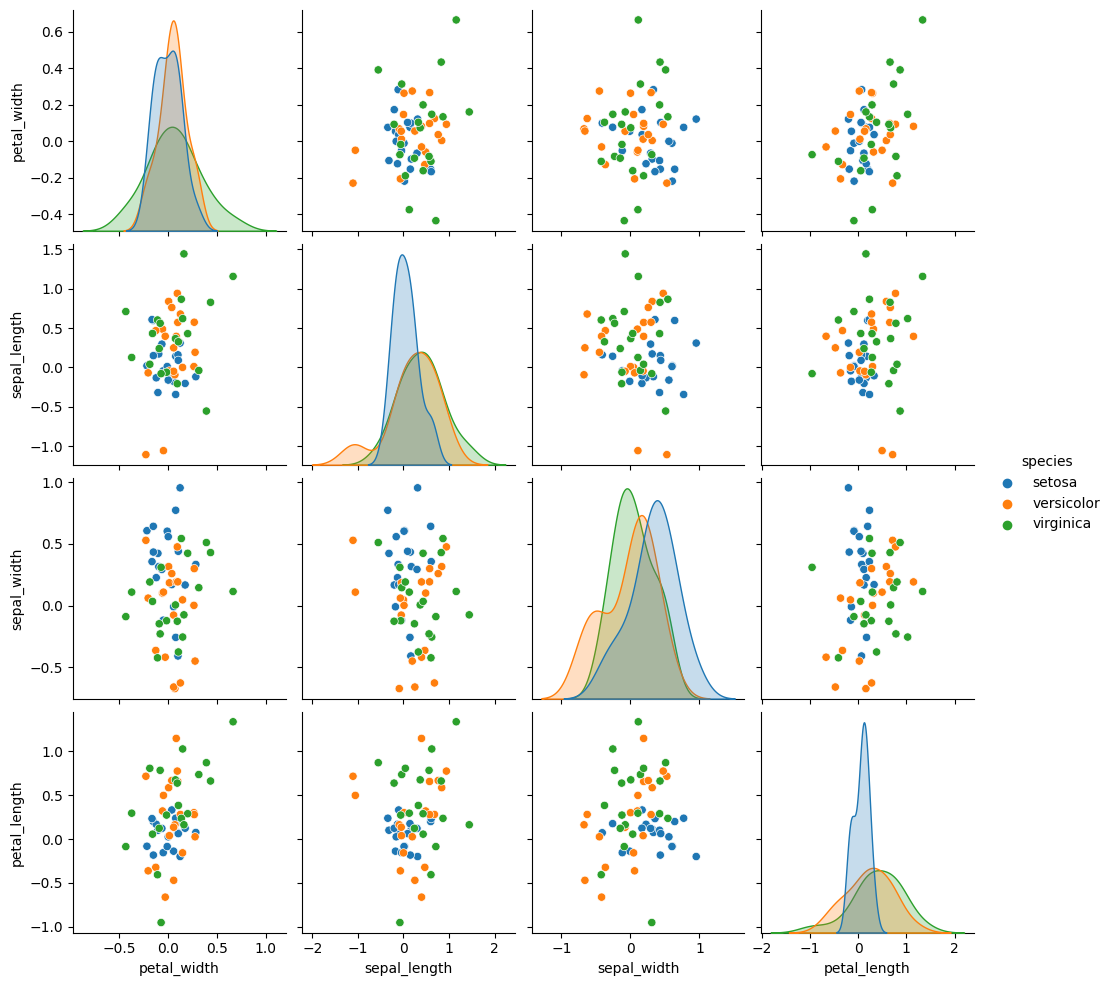 petal_width
0.6
0.4
0.2
0.0
−0.2
−0.4
sepal_length
1.5
1.0
0.5
0.0
−0.5
−1.0
species
setosa
versicolor
virginica
sepal_width
1.0
0.5
0.0
−0.5
petal_length
1.0
0.5
0.0
−0.5
−1.0
−0.5 0.0 0.5 1.0 −2 −1 0 1 2 −1 0 1 −2 −1 0 1 2
petal_width sepal_length sepal_width petal_length